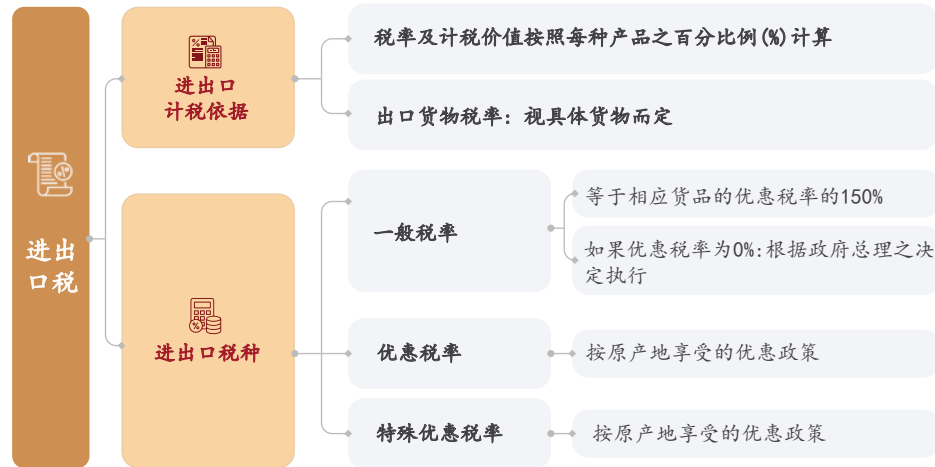 进出
口税
进出口
计税依据
税率及计税价值按照每种产品之百分比例(%)计算
出口货物税率：视具体货物而定
进出口税种
一般税率
等于相应货品的优惠税率的150%
如果优惠税率为0%:根据政府总理之决
定执行
优惠税率
按原产地享受的优惠政策
特殊优惠税率
按原产地享受的优惠政策